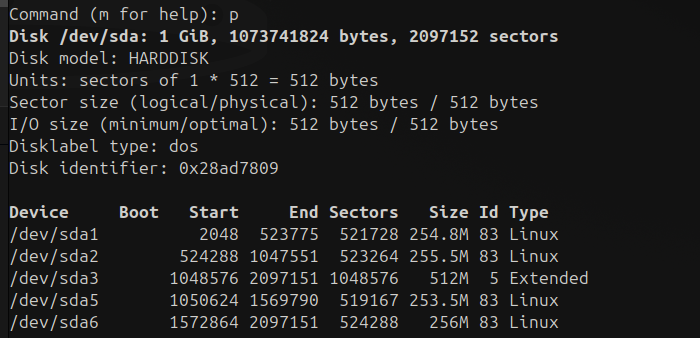 Command (m for help): p
Disk /dev/sda: 1 GiB, 1073741824 bytes, 2097152 sectors
Disk model: HARDDISK
Units: sectors of 1 * 512 = 512 bytes
Sector size (logical/physical): 512 bytes / 512 bytes
I/O size (minimum/optimal): 512 bytes / 512 bytes
Disklabel type: dos
Disk identifier: 0x28ad7809

Device     Boot   Start     End Sectors   Size Id Type
/dev/sda1          2048  523775  521728 254.8M 83 Linux
/dev/sda2        524288 1047551  523264 255.5M 83 Linux
/dev/sda3       1048576 2097151 1048576   512M  5 Extended
/dev/sda5       1050624 1569790  519167 253.5M 83 Linux
/dev/sda6       1572864 2097151  524288   256M 83 Linux